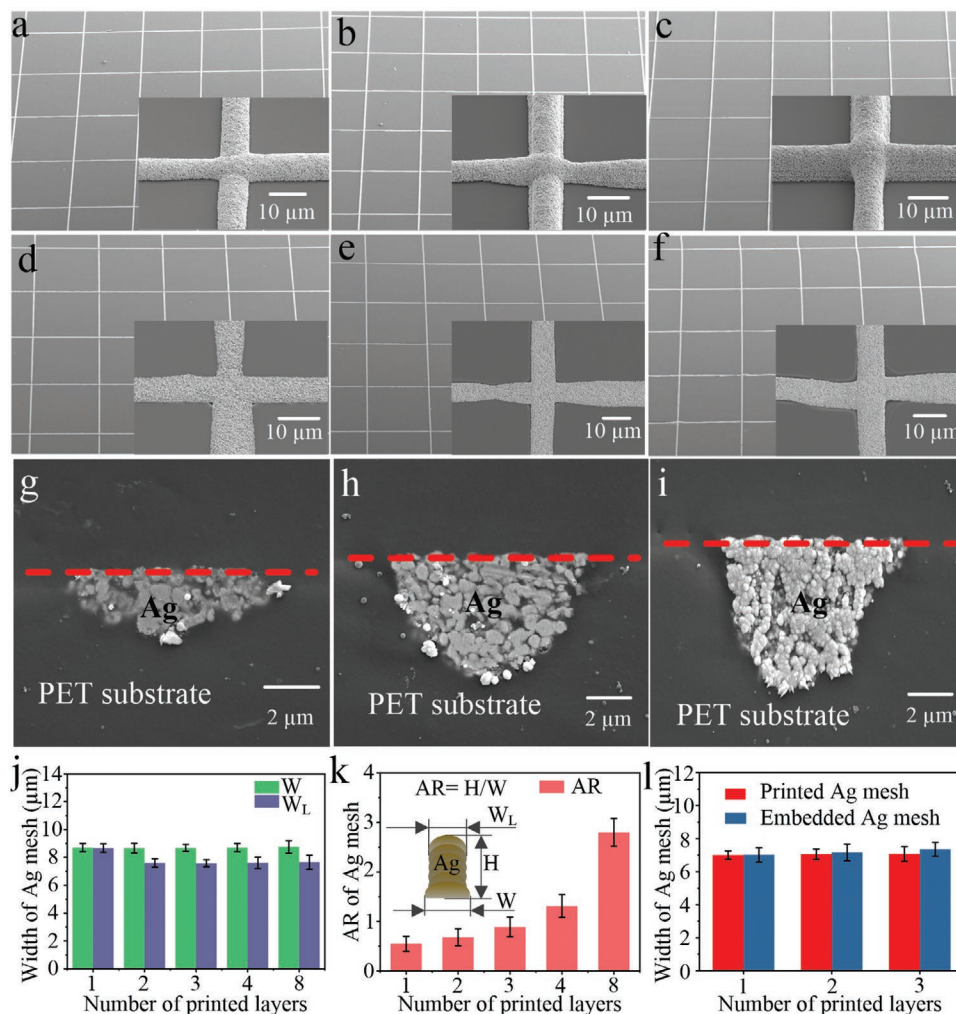 a
b
c
10 µm
10 µm
10 µm
d
e
f
10 µm
10 µm
10 µm
g
h
i
Ag
Ag
Ag
PET substrate
2 µm
PET substrate
2 µm
PET substrate
2 µm
j
Width of Ag mesh (µm)
14
12
10
8
6
4
2
0
W
W_L
1 2 3 4 8
Number of printed layers
k
AR of Ag mesh
4
3
2
1
0
AR= H/W
AR
W_L
Ag
H
W
1 2 3 4 8
Number of printed layers
l
Width of Ag mesh (µm)
12
10
8
6
4
2
0
Printed Ag mesh
Embedded Ag mesh
1 2 3
Number of printed layers